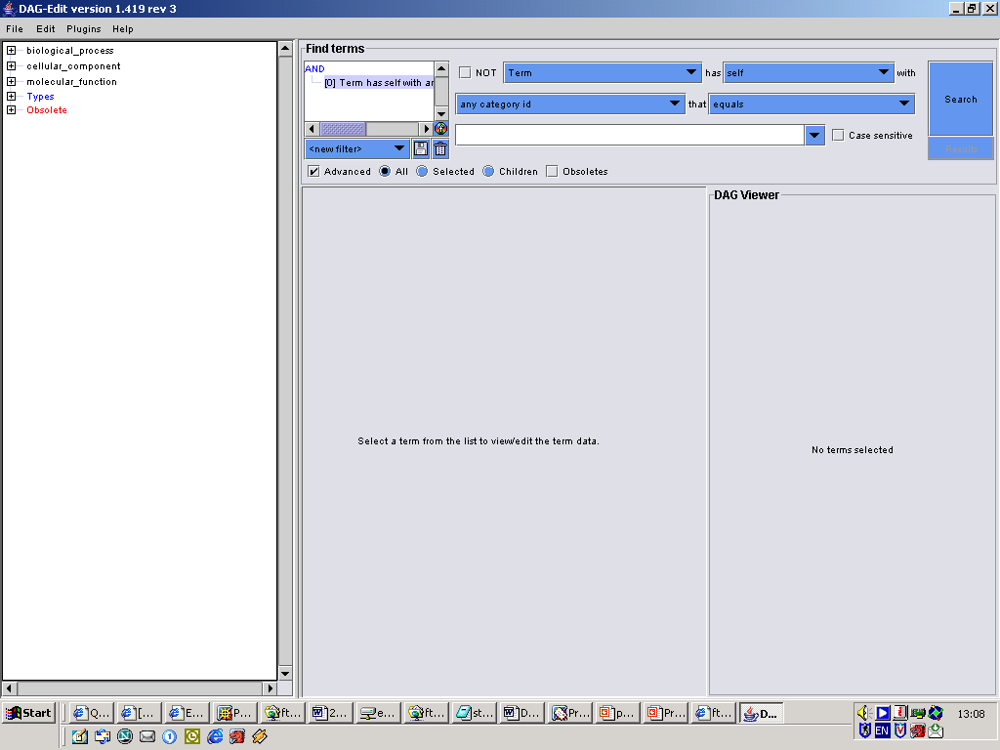 DAG-Edit version 1.419 rev 3
File Edit Plugins Help
biological_process
cellular_component
molecular_function
Types
Obsolete
Find terms
AND
[0] Term has self with ar
<new filter>
NOT Term has self with
any category id that equals
Case sensitive
Search
Advanced All Selected Children Obsoletes
Select a term from the list to view/edit the term data.
DAG Viewer
No terms selected
Start Q... [... E... P... ft... 2... e... ft... st... D... Pr... p... Pr... ft... D...
EN
13:08